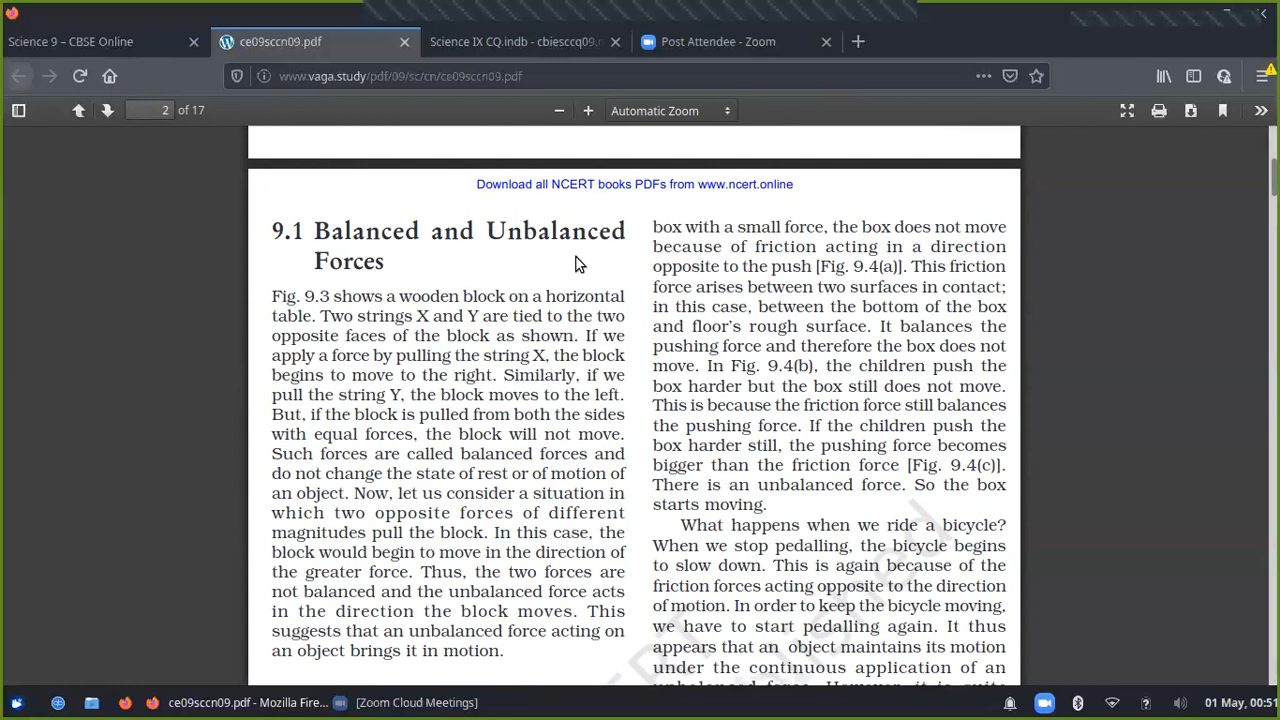 Science 9 – CBSE Online
ce09sccn09.pdf
Science IX CQ.indb - cbiesccq09.
Post Attendee - Zoom
www.vaga.study/pdf/09/sc/cn/ce09sccn09.pdf
2 of 17
Automatic Zoom
Download all NCERT books PDFs from www.ncert.online
9.1 Balanced and Unbalanced
Forces
Fig. 9.3 shows a wooden block on a horizontal
table. Two strings X and Y are tied to the two
opposite faces of the block as shown. If we
apply a force by pulling the string X, the block
begins to move to the right. Similarly, if we
pull the string Y, the block moves to the left.
But, if the block is pulled from both the sides
with equal forces, the block will not move.
Such forces are called balanced forces and
do not change the state of rest or of motion of
an object. Now, let us consider a situation in
which two opposite forces of different
magnitudes pull the block. In this case, the
block would begin to move in the direction of
the greater force. Thus, the two forces are
not balanced and the unbalanced force acts
in the direction the block moves. This
suggests that an unbalanced force acting on
an object brings it in motion.
box with a small force, the box does not move
because of friction acting in a direction
opposite to the push [Fig. 9.4(a)]. This friction
force arises between two surfaces in contact;
in this case, between the bottom of the box
and floor's rough surface. It balances the
pushing force and therefore the box does not
move. In Fig. 9.4(b), the children push the
box harder but the box still does not move.
This is because the friction force still balances
the pushing force. If the children push the
box harder still, the pushing force becomes
bigger than the friction force [Fig. 9.4(c)].
There is an unbalanced force. So the box
starts moving.
What happens when we ride a bicycle?
When we stop pedalling, the bicycle begins
to slow down. This is again because of the
friction forces acting opposite to the direction
of motion. In order to keep the bicycle moving,
we have to start pedalling again. It thus
appears that an object maintains its motion
under the continuous application of an
ce09sccn09.pdf - Mozilla Fire...
[Zoom Cloud Meetings]
01 May, 00:51